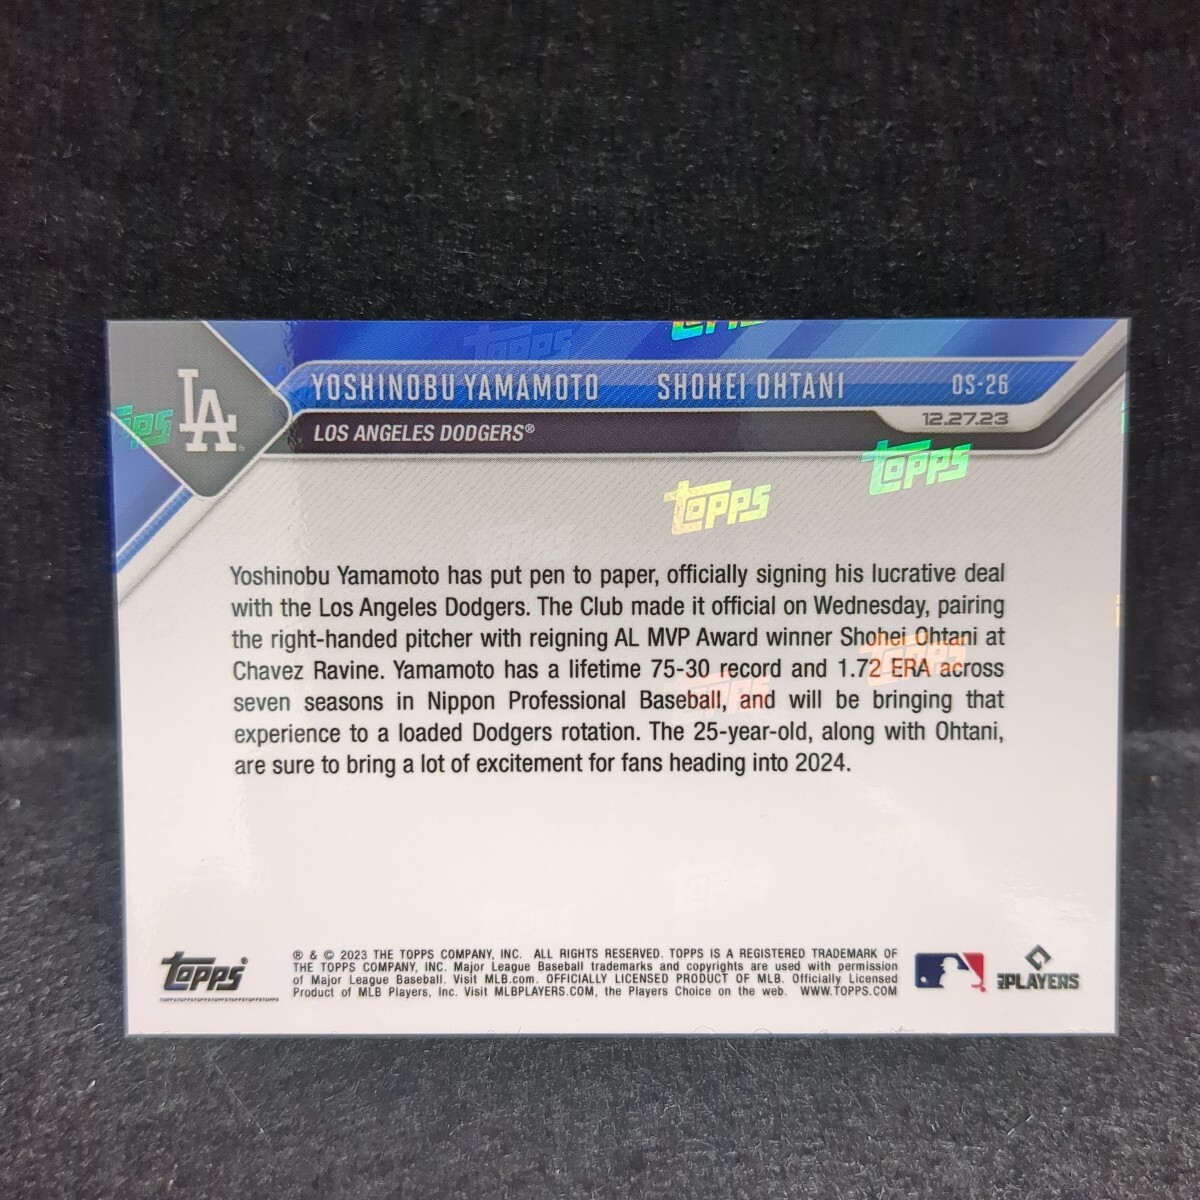 YOSHINOBU YAMAMOTO SHOHEI OHTANI OS-26
12.27.23
LA
LOS ANGELES DODGERS®
Topps
Topps
Yoshinobu Yamamoto has put pen to paper, officially signing his lucrative deal
with the Los Angeles Dodgers. The Club made it official on Wednesday, pairing
the right-handed pitcher with reigning AL MVP Award winner Shohei Ohtani at
Chavez Ravine. Yamamoto has a lifetime 75-30 record and 1.72 ERA across
seven seasons in Nippon Professional Baseball, and will be bringing that
experience to a loaded Dodgers rotation. The 25-year-old, along with Ohtani,
are sure to bring a lot of excitement for fans heading into 2024.
Topps
® & © 2023 THE TOPPS COMPANY, INC. ALL RIGHTS RESERVED. TOPPS IS A REGISTERED TRADEMARK OF
THE TOPPS COMPANY, INC. Major League Baseball trademarks and copyrights are used with permission
of Major League Baseball. Visit MLB.com. OFFICIALLY LICENSED PRODUCT OF MLB. Officially Licensed
Product of MLB Players, Inc. Visit MLBPLAYERS.COM, the Players Choice on the web. WWW.TOPPS.COM
PLAYERS